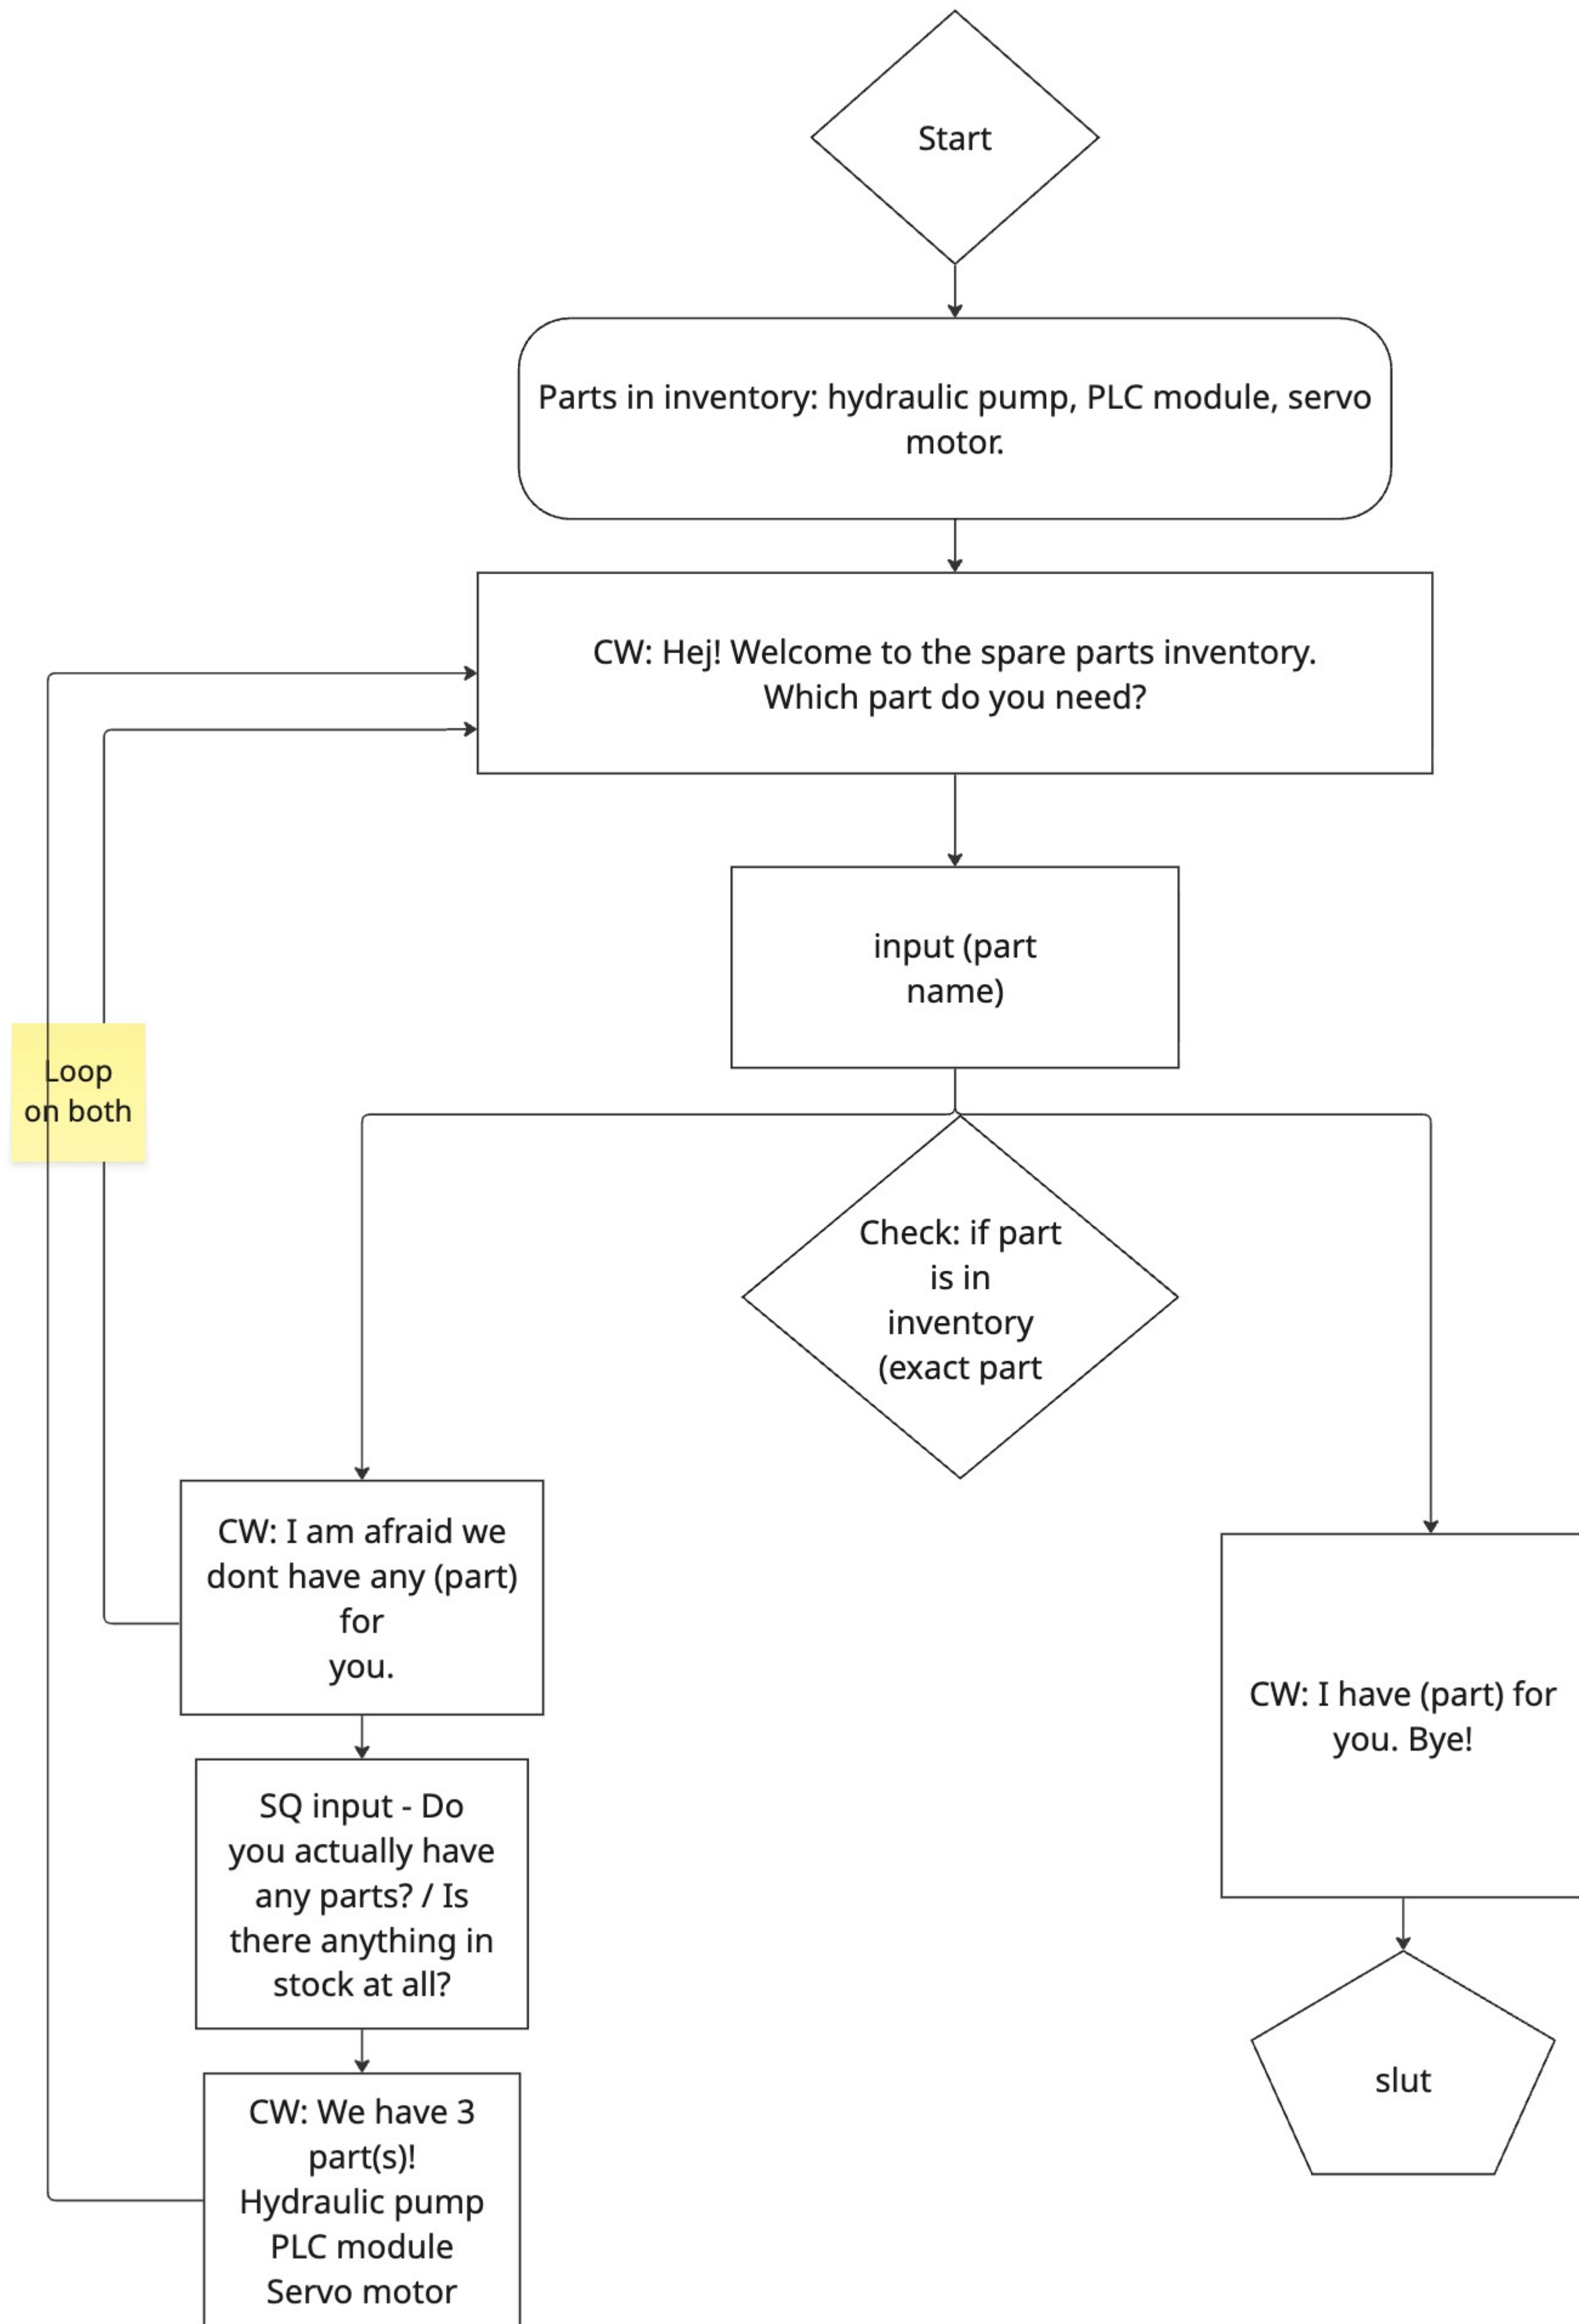 Start
Parts in inventory: hydraulic pump, PLC module, servo
motor.
CW: Hej! Welcome to the spare parts inventory.
Which part do you need?
input (part
name)
Loop
on both
Check: if part
is in
inventory
(exact part
CW: I am afraid we
dont have any (part)
for
you.
CW: I have (part) for
you. Bye!
SQ input - Do
you actually have
any parts? / Is
there anything in
stock at all?
slut
CW: We have 3
part(s)!
Hydraulic pump
PLC module
Servo motor